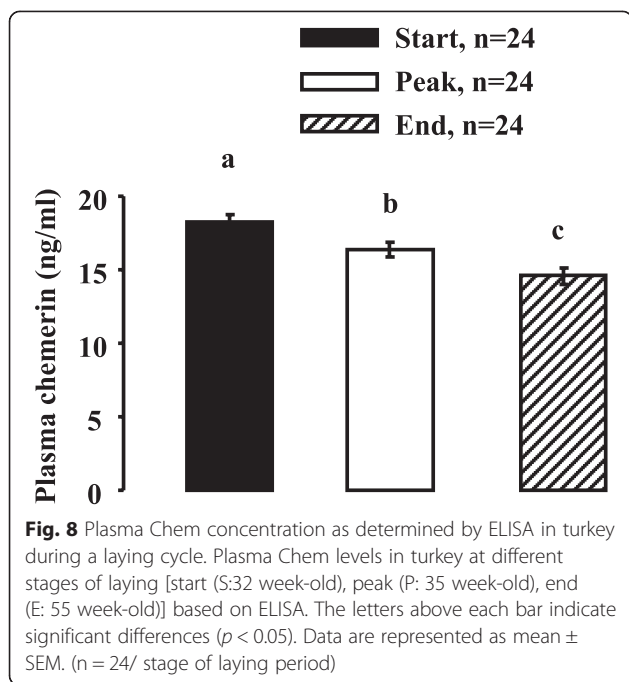 Start, n=24
Peak, n=24
End, n=24
a
b
c
Plasma chemerin (ng/ml)
20
15
10
5
0
Fig. 8 Plasma Chem concentration as determined by ELISA in turkey
during a laying cycle. Plasma Chem levels in turkey at different
stages of laying [start (S:32 week-old), peak (P: 35 week-old), end
(E: 55 week-old)] based on ELISA. The letters above each bar indicate
significant differences (p < 0.05). Data are represented as mean ±
SEM. (n = 24/ stage of laying period)